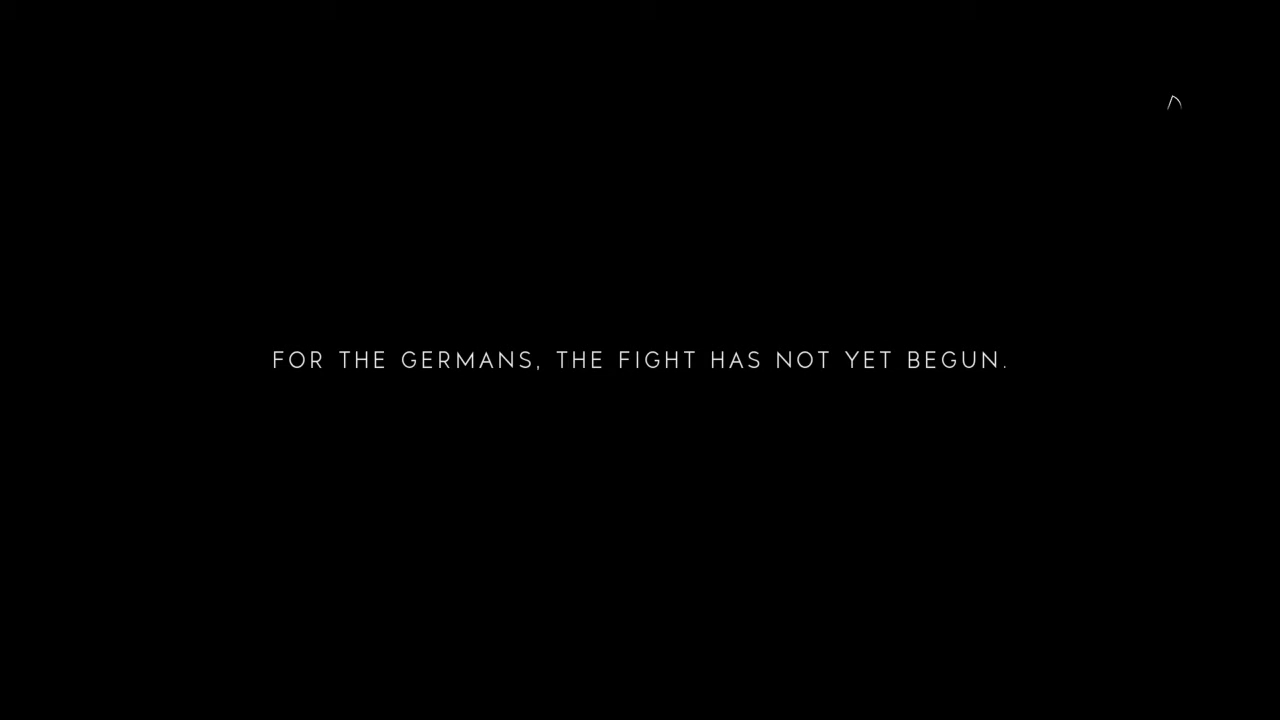 FOR THE GERMANS, THE FIGHT HAS NOT YET BEGUN.